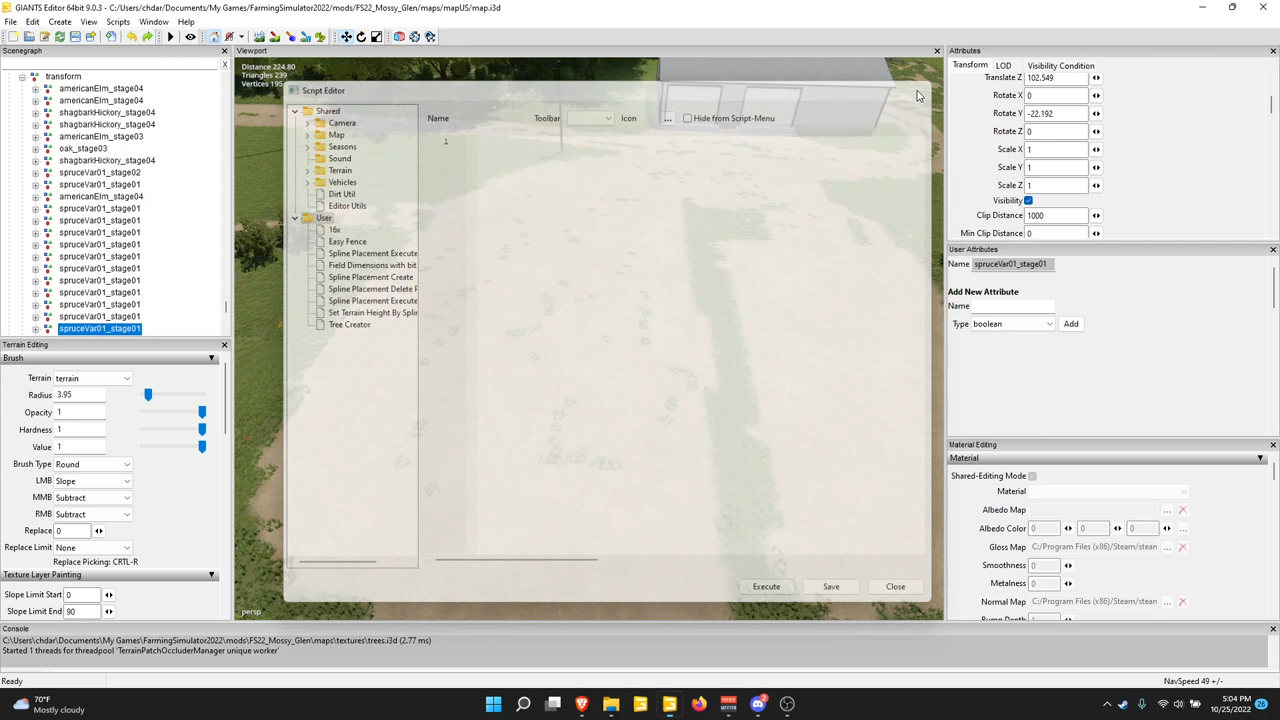 GIANTS Editor 64bit 9.0.3 - C:/Users/chdar/Documents/My Games/FarmingSimulator2022/mods/FS22_Mossy_Glen/maps/mapUS/map.i3d
File Edit Create View Scripts Window Help
Scenegraph
X
transform
americanElm_stage04
americanElm_stage04
shagbarkHickory_stage04
shagbarkHickory_stage04
americanElm_stage03
oak_stage03
shagbarkHickory_stage04
spruceVar01_stage02
spruceVar01_stage01
americanElm_stage04
spruceVar01_stage01
spruceVar01_stage01
spruceVar01_stage01
spruceVar01_stage01
spruceVar01_stage01
spruceVar01_stage01
spruceVar01_stage01
spruceVar01_stage01
spruceVar01_stage01
spruceVar01_stage01
spruceVar01_stage01
Terrain Editing
Brush
Terrain terrain
Radius 3.95
Opacity 1
Hardness 1
Value 1
Brush Type Round
LMB Slope
MMB Subtract
RMB Subtract
Replace 0
Replace Limit None
Replace Picking: CRTL-R
Texture Layer Painting
Slope Limit Start 0
Slope Limit End 90
Viewport
Distance 224.80
Triangles 239
Vertices 195
Script Editor
Shared
Camera
Map
Seasons
Sound
Terrain
Vehicles
Dirt Util
Editor Utils
User
16x
Easy Fence
Spline Placement Execute
Field Dimensions with bit
Spline Placement Create
Spline Placement Delete
Spline Placement Execute
Set Terrain Height By Splin
Tree Creator
Name Toolbar Icon ... Hide from Script-Menu
1
Execute Save Close
persp
Attributes
Transform LOD Visibility Condition
Translate Z 102.549
Rotate X 0
Rotate Y -22.192
Rotate Z 0
Scale X 1
Scale Y 1
Scale Z 1
Visibility
Clip Distance 1000
Min Clip Distance 0
User Attributes
Name spruceVar01_stage01
Add New Attribute
Name
Type boolean Add
Material Editing
Material
Shared-Editing Mode
Material
Albedo Map ...
Albedo Color 0 0 0 ...
Gloss Map C:/Program Files (x86)/Steam/stean ...
Smoothness 0
Metalness 0
Normal Map C:/Program Files (x86)/Steam/stean ...
Bump Depth
Console
C:\Users\chdar\Documents\My Games\FarmingSimulator2022\mods\FS22_Mossy_Glen\maps\textures\trees.i3d (2.77 ms)
Started 1 threads for threadpool 'TerrainPatchOccluderManager unique worker'
Ready
NavSpeed 49 +/-
70°F
Mostly cloudy
5:04 PM
10/25/2022
26